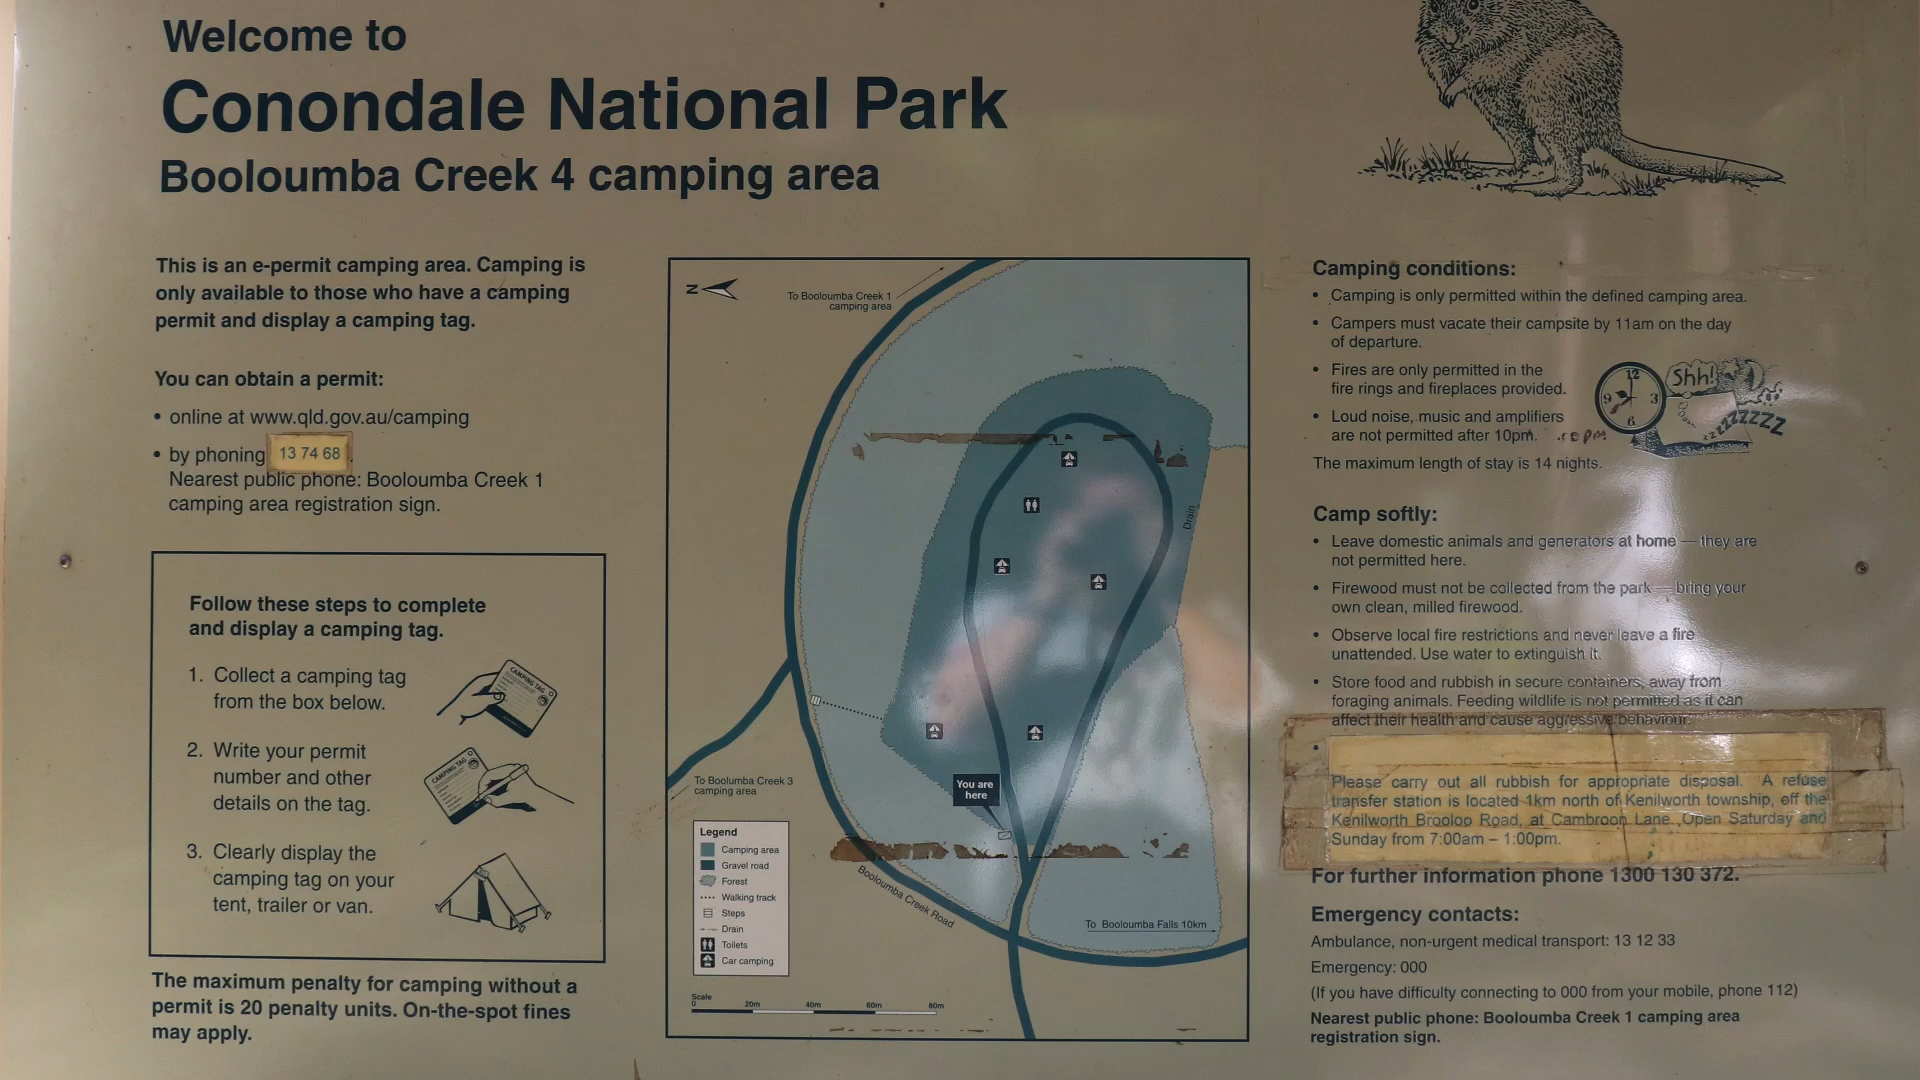 Welcome to
Conondale National Park
Booloumba Creek 4 camping area
This is an e-permit camping area. Camping is
only available to those who have a camping
permit and display a camping tag.
You can obtain a permit:
• online at www.qld.gov.au/camping
• by phoning 13 74 68
Nearest public phone: Booloumba Creek 1
camping area registration sign.
Follow these steps to complete
and display a camping tag.
1. Collect a camping tag
from the box below.
CAMPING TAG
2. Write your permit
number and other
details on the tag.
CAMPING TAG
3. Clearly display the
camping tag on your
tent, trailer or van.
The maximum penalty for camping without a
permit is 20 penalty units. On-the-spot fines
may apply.
N
To Booloumba Creek 1
camping area
Drain
To Booloumba Creek 3
camping area
You are
here
Booloumba Creek Road
To Booloumba Falls 10km
Legend
Camping area
Gravel road
Forest
Walking track
Steps
Drain
Toilets
Car camping
Scale
0 20m 40m 60m 80m
Camping conditions:
• Camping is only permitted within the defined camping area.
• Campers must vacate their campsite by 11am on the day
of departure.
• Fires are only permitted in the
fire rings and fireplaces provided.
• Loud noise, music and amplifiers
are not permitted after 10pm.
12
3
6
9
Shh!
zzzZZZZZ
The maximum length of stay is 14 nights.
Camp softly:
• Leave domestic animals and generators at home — they are
not permitted here.
• Firewood must not be collected from the park — bring your
own clean, milled firewood.
• Observe local fire restrictions and never leave a fire
unattended. Use water to extinguish it.
• Store food and rubbish in secure containers, away from
foraging animals. Feeding wildlife is not permitted as it can
affect their health and cause aggressive behaviour.
• Please carry out all rubbish for appropriate disposal. A refuse
transfer station is located 1km north of Kenilworth township, off the
Kenilworth Brooloo Road, at Cambroon Lane. Open Saturday and
Sunday from 7:00am – 1:00pm.
For further information phone 1300 130 372.
Emergency contacts:
Ambulance, non-urgent medical transport: 13 12 33
Emergency: 000
(If you have difficulty connecting to 000 from your mobile, phone 112)
Nearest public phone: Booloumba Creek 1 camping area
registration sign.